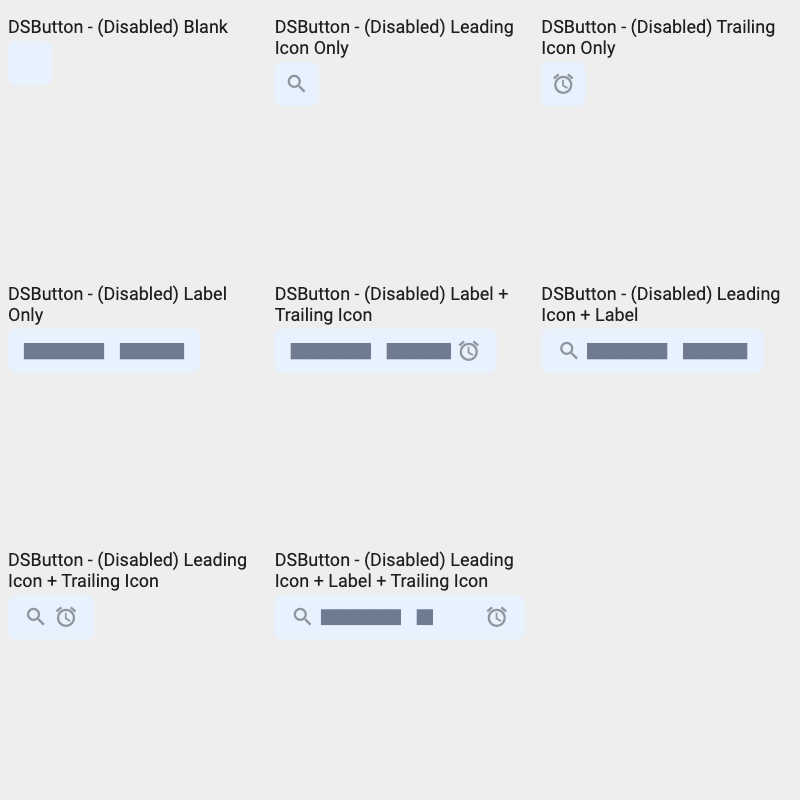 DSButton - (Disabled) Blank
DSButton - (Disabled) Leading
Icon Only
DSButton - (Disabled) Trailing
Icon Only
DSButton - (Disabled) Label
Only
DSButton - (Disabled) Label +
Trailing Icon
DSButton - (Disabled) Leading
Icon + Label
DSButton - (Disabled) Leading
Icon + Trailing Icon
DSButton - (Disabled) Leading
Icon + Label + Trailing Icon